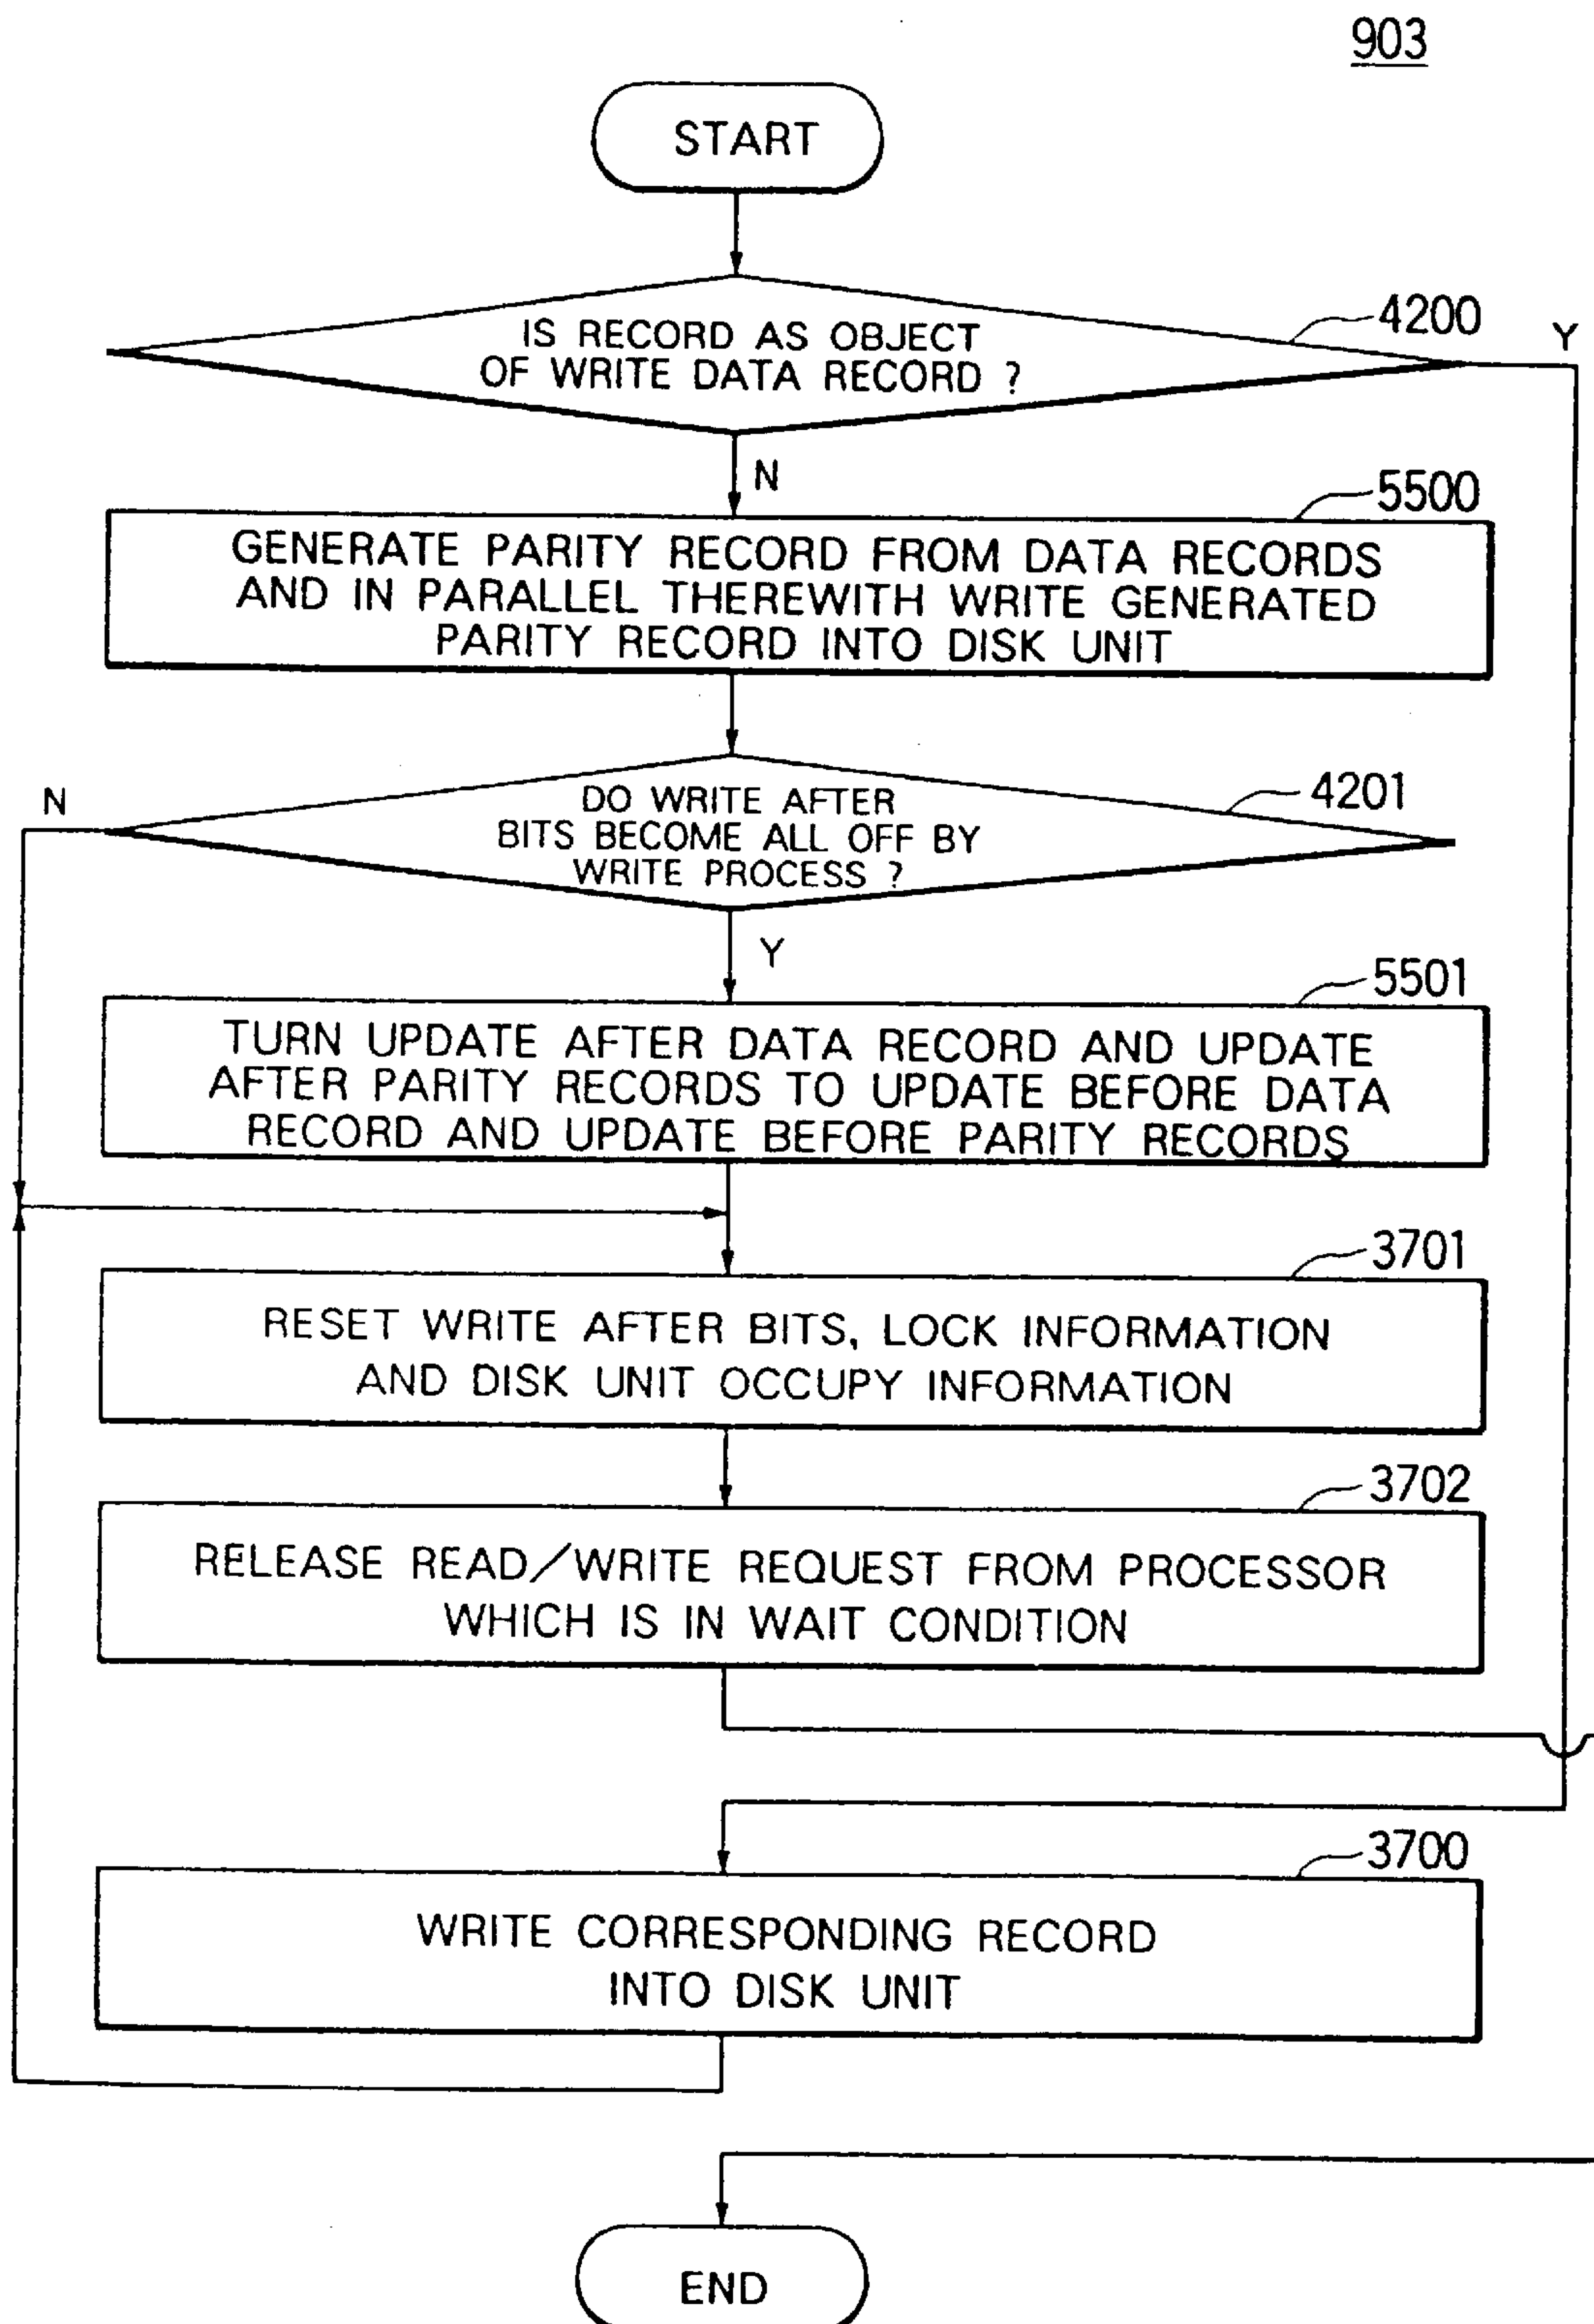 903
START
IS RECORD AS OBJECT
OF WRITE DATA RECORD ?
4200
Y
N
5500
GENERATE PARITY RECORD FROM DATA RECORDS
AND IN PARALLEL THEREWITH WRITE GENERATED
PARITY RECORD INTO DISK UNIT
N
DO WRITE AFTER
BITS BECOME ALL OFF BY
WRITE PROCESS ?
4201
Y
5501
TURN UPDATE AFTER DATA RECORD AND UPDATE
AFTER PARITY RECORDS TO UPDATE BEFORE DATA
RECORD AND UPDATE BEFORE PARITY RECORDS
3701
RESET WRITE AFTER BITS, LOCK INFORMATION
AND DISK UNIT OCCUPY INFORMATION
3702
RELEASE READ/WRITE REQUEST FROM PROCESSOR
WHICH IS IN WAIT CONDITION
3700
WRITE CORRESPONDING RECORD
INTO DISK UNIT
END